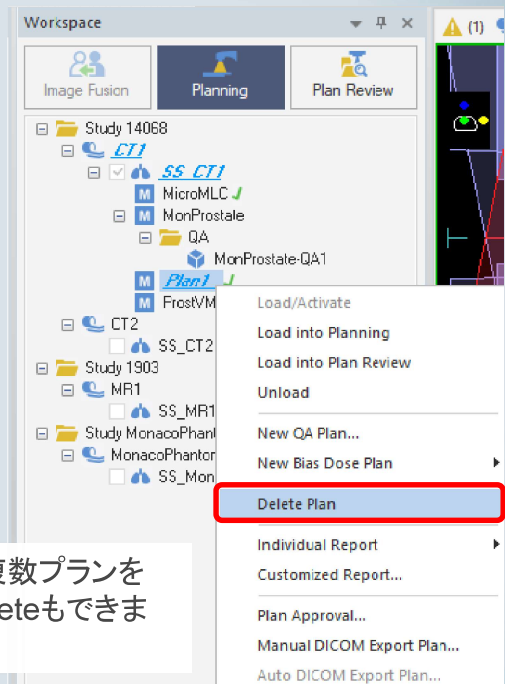 Workspace
(1)
Image Fusion
Planning
Plan Review
Study 14068
CT1
SS_CT1
MicroMLC
MonProstale
QA
MonProstate-QA1
Plan1
FrostVM
CT2
SS_CT2
Study 1903
MR1
SS_MR1
Study MonacoPhant
MonacoPhantor
SS_Mon
Load/Activate
Load into Planning
Load into Plan Review
Unload
New QA Plan...
New Bias Dose Plan
Delete Plan
Individual Report
Customized Report...
Plan Approval...
Manual DICOM Export Plan...
Auto DICOM Export Plan...
複数プランを
eteもできま